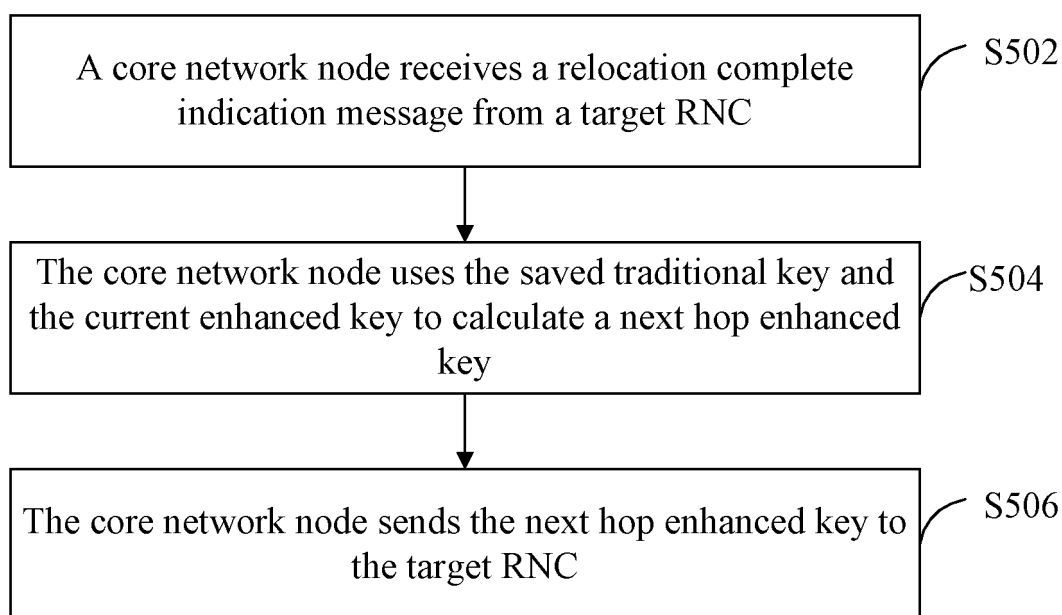 A core network node receives a relocation complete
indication message from a target RNC
S502
The core network node uses the saved traditional key and
the current enhanced key to calculate a next hop enhanced
key
S504
The core network node sends the next hop enhanced key to
the target RNC
S506